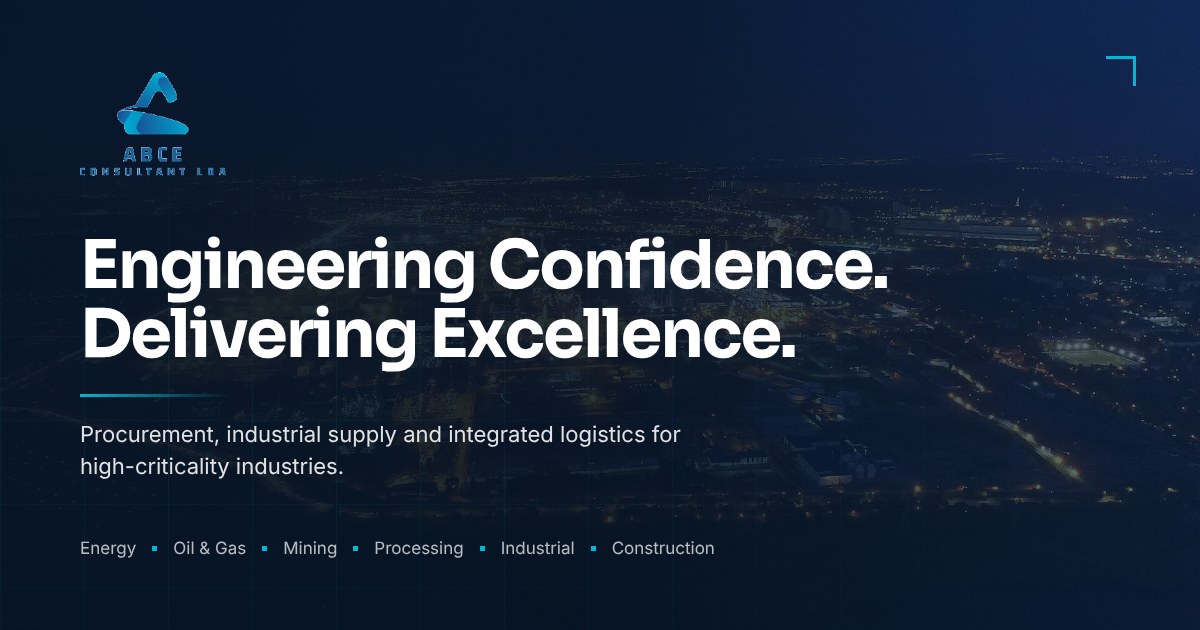 ABCE
CONSULTANT LDA
Engineering Confidence.
Delivering Excellence.
Procurement, industrial supply and integrated logistics for
high-criticality industries.
Energy ▪ Oil & Gas ▪ Mining ▪ Processing ▪ Industrial ▪ Construction